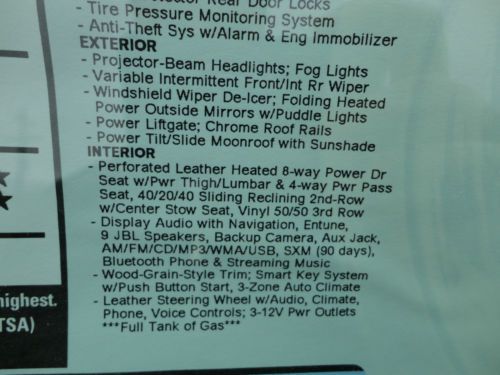 Rear Door Locks
- Tire Pressure Monitoring System
- Anti-Theft Sys w/Alarm & Eng Immobilizer
EXTERIOR
- Projector-Beam Headlights; Fog Lights
- Variable Intermittent Front/Int Rr Wiper
- Windshield Wiper De-Icer; Folding Heated
Power Outside Mirrors w/Puddle Lights
- Power Liftgate; Chrome Roof Rails
- Power Tilt/Slide Moonroof with Sunshade
INTERIOR
- Perforated Leather Heated 8-way Power Dr
Seat w/Pwr Thigh/Lumbar & 4-way Pwr Pass
Seat, 40/20/40 Sliding Reclining 2nd-Row
w/Center Stow Seat, Vinyl 50/50 3rd Row
- Display Audio with Navigation, Entune,
9 JBL Speakers, Backup Camera, Aux Jack,
AM/FM/CD/MP3/WMA/USB, SXM (90 days),
Bluetooth Phone & Streaming Music
- Wood-Grain-Style Trim; Smart Key System
w/Push Button Start, 3-Zone Auto Climate
- Leather Steering Wheel w/Audio, Climate,
Phone, Voice Controls; 3-12V Pwr Outlets
***Full Tank of Gas***
highest.
TSA)